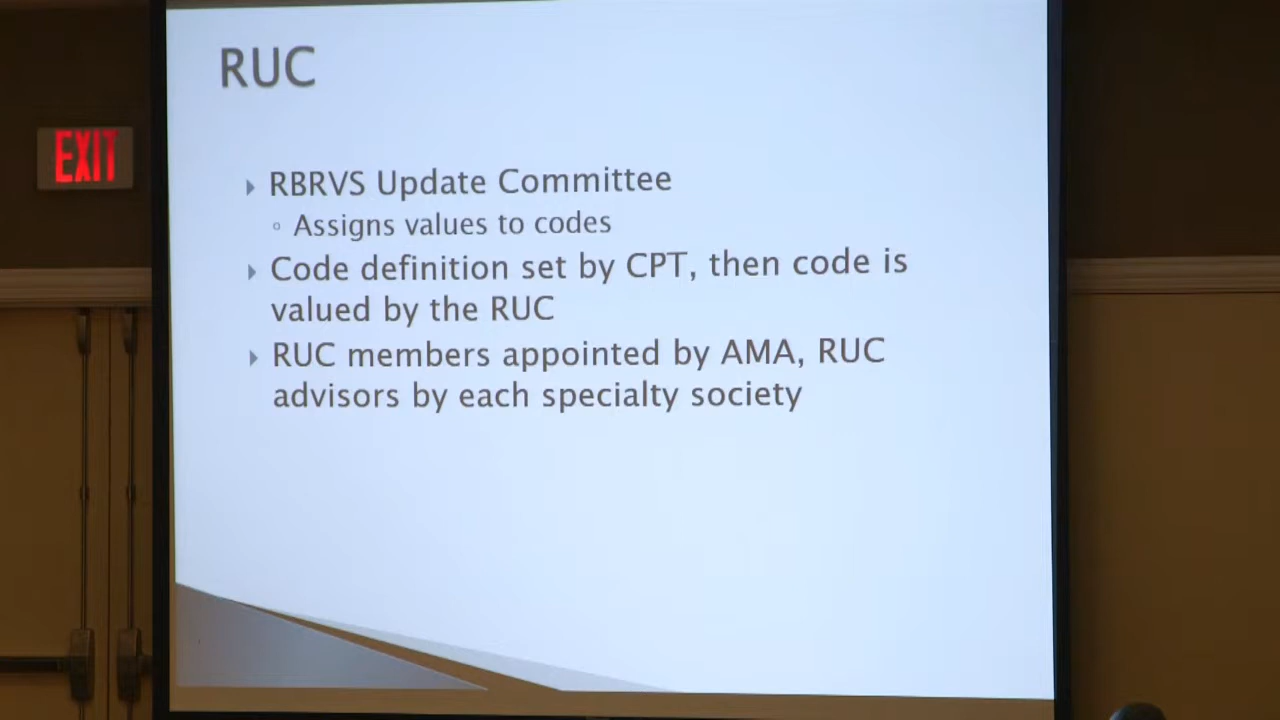 RUC
EXIT
RBRVS Update Committee
Assigns values to codes
Code definition set by CPT, then code is
valued by the RUC
RUC members appointed by AMA, RUC
advisors by each specialty society